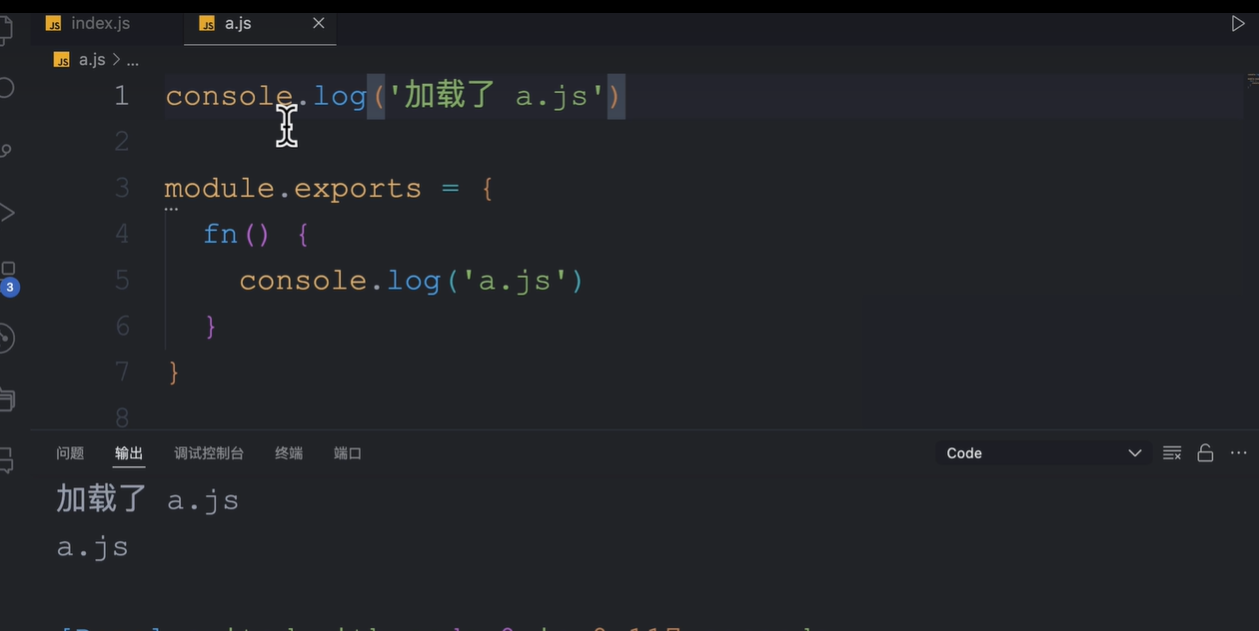 JS index.js
JS a.js ×
JS a.js > ...
1 console.log('加载了 a.js')
2
3 module.exports = {
4 fn() {
5 console.log('a.js')
6 }
7 }
8
问题 输出 调试控制台 终端 端口 Code
3
加载了 a.js
a.js